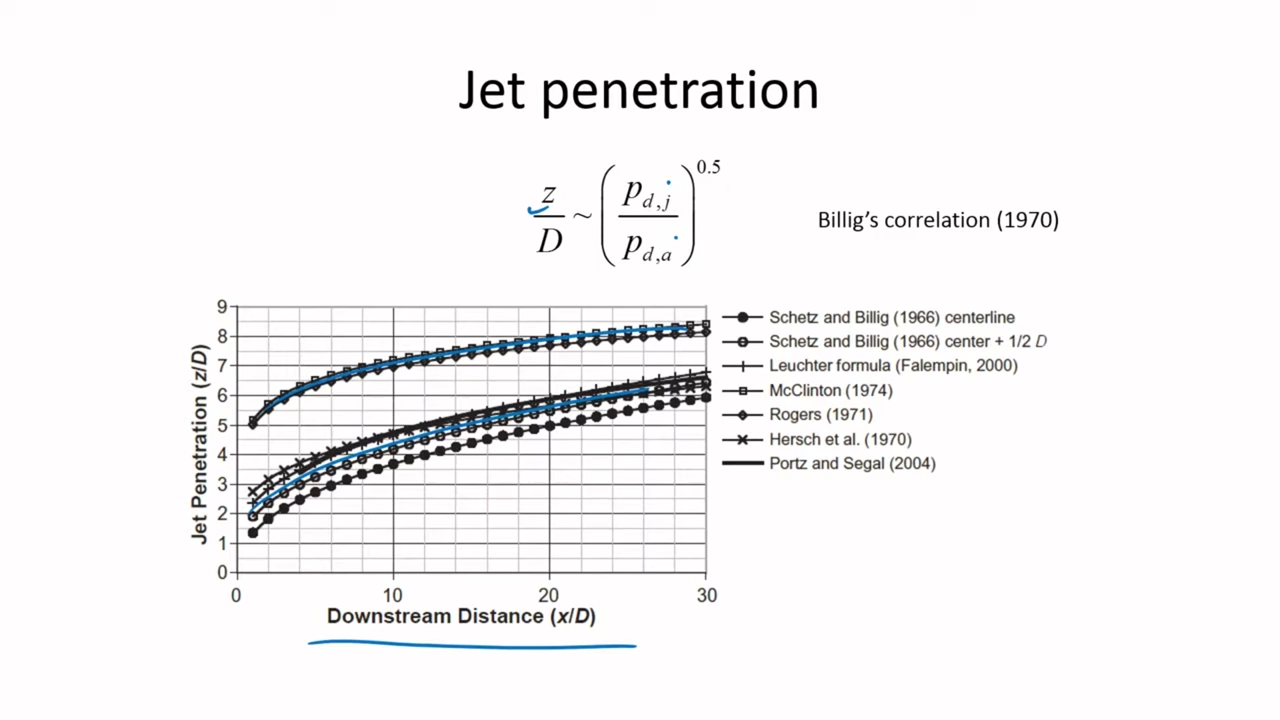 Jet penetration
z/D ~ (p_{d,j} / p_{d,a})^{0.5}
Billig’s correlation (1970)
Jet Penetration (z/D)
9
8
7
6
5
4
3
2
1
0
0 10 20 30
Downstream Distance (x/D)
Schetz and Billig (1966) centerline
Schetz and Billig (1966) center + 1/2 D
Leuchter formula (Falempin, 2000)
McClinton (1974)
Rogers (1971)
Hersch et al. (1970)
Portz and Segal (2004)